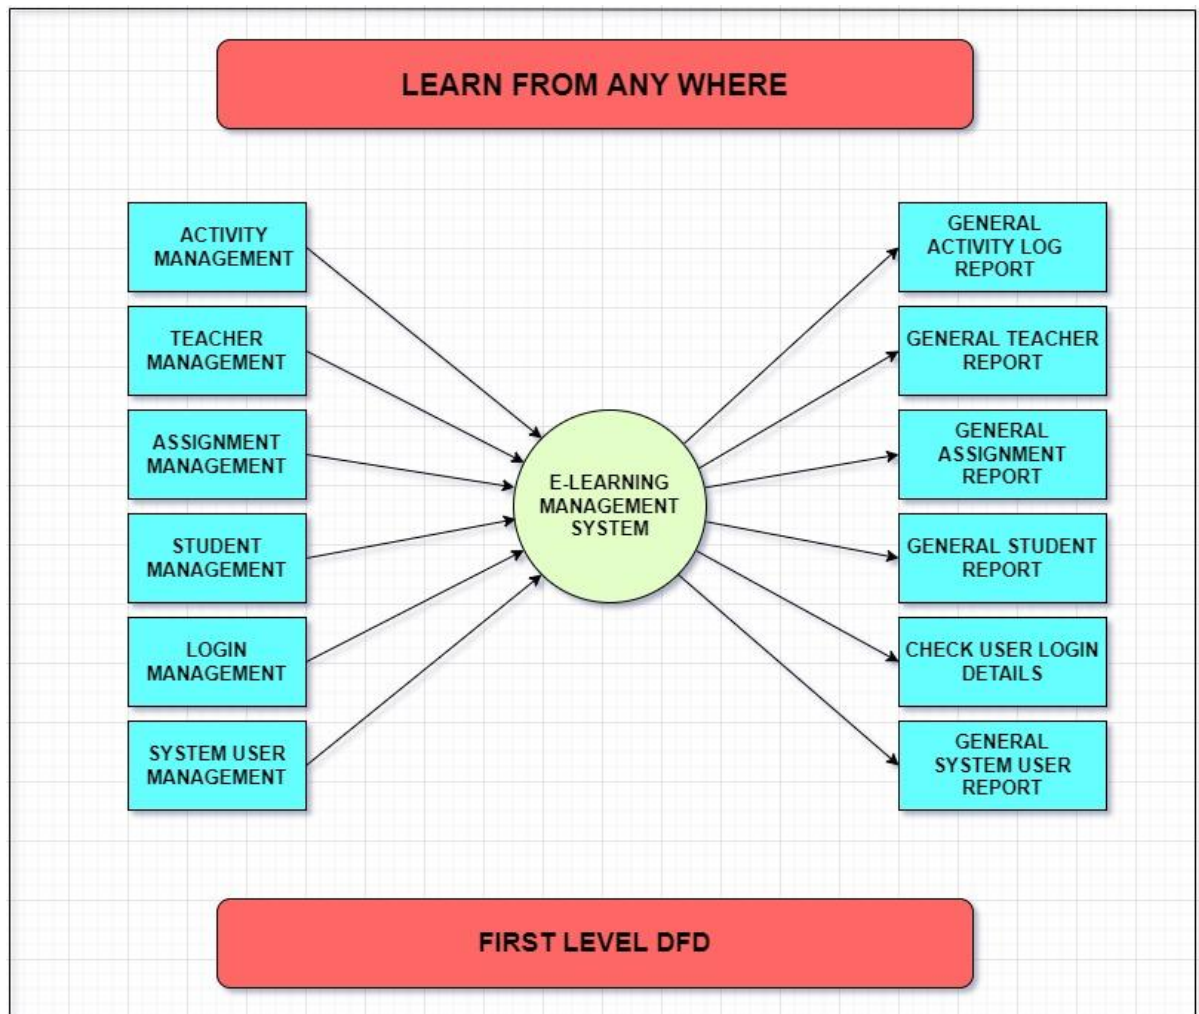 LEARN FROM ANY WHERE
ACTIVITY
MANAGEMENT
TEACHER
MANAGEMENT
ASSIGNMENT
MANAGEMENT
STUDENT
MANAGEMENT
LOGIN
MANAGEMENT
SYSTEM USER
MANAGEMENT
E-LEARNING
MANAGEMENT
SYSTEM
GENERAL
ACTIVITY LOG
REPORT
GENERAL TEACHER
REPORT
GENERAL
ASSIGNMENT
REPORT
GENERAL STUDENT
REPORT
CHECK USER LOGIN
DETAILS
GENERAL
SYSTEM USER
REPORT
FIRST LEVEL DFD